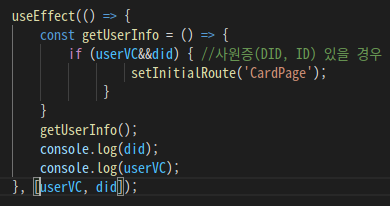 useEffect(() => {
const getUserInfo = () => {
if (userVC&&did) { //사원증(DID, ID) 있을 경우
setInitialRoute('CardPage');
}
}
getUserInfo();
console.log(did);
console.log(userVC);
}, [userVC, did]);